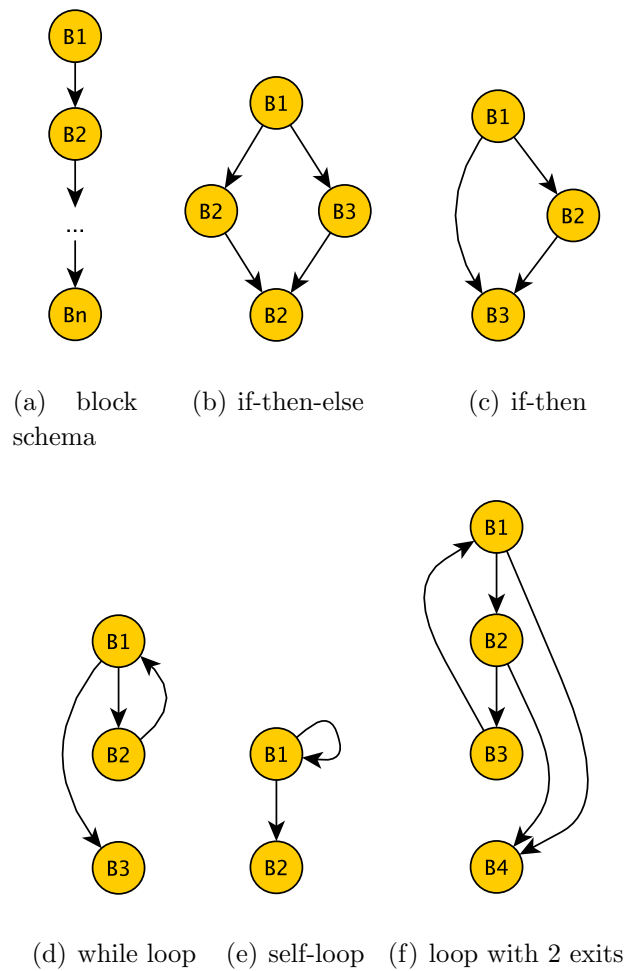 B1
B2
...
Bn
(a) block
schema
B1
B2 B3
B2
(b) if-then-else
B1
B2
B3
(c) if-then
B1
B2
B3
(d) while loop
B1
B2
(e) self-loop
B1
B2
B3
B4
(f) loop with 2 exits